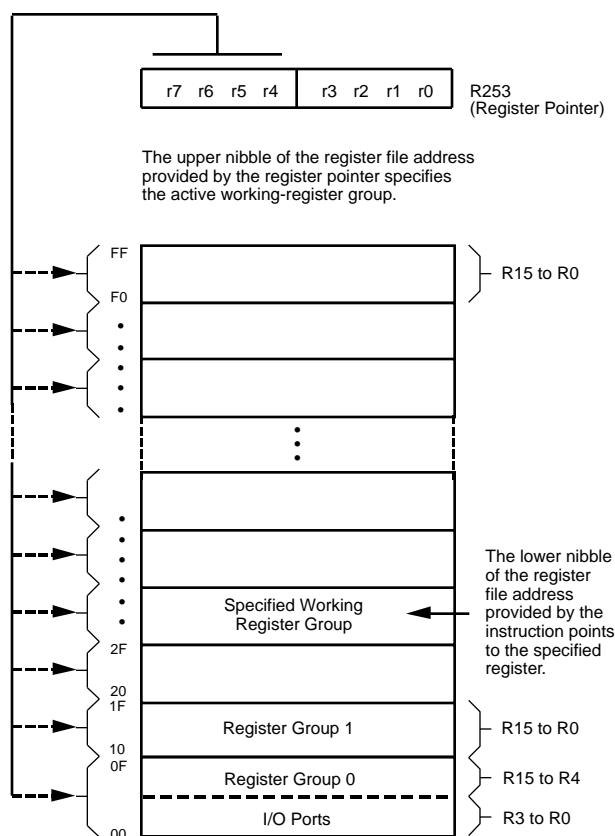 r7 r6 r5 r4 r3 r2 r1 r0
R253
(Register Pointer)
The upper nibble of the register file address
provided by the register pointer specifies
the active working-register group.
FF
R15 to R0
F0
The lower nibble
of the register
file address
provided by the
instruction points
to the specified
register.
Specified Working
Register Group
2F
20
1F
Register Group 1
R15 to R0
10
0F
Register Group 0
R15 to R4
I/O Ports
R3 to R0
00